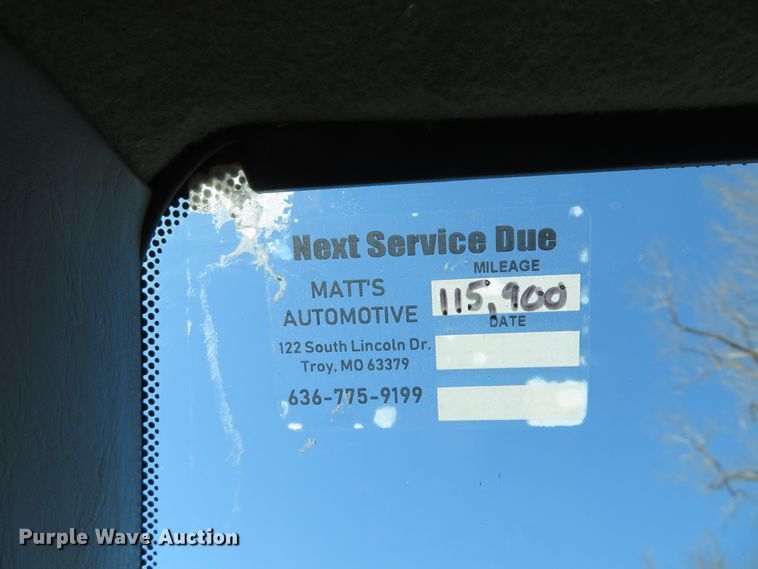 Next Service Due
MILEAGE
MATT'S
AUTOMOTIVE
115,900
DATE
122 South Lincoln Dr.
Troy, MO 63379
636-775-9199
Purple Wave Auction